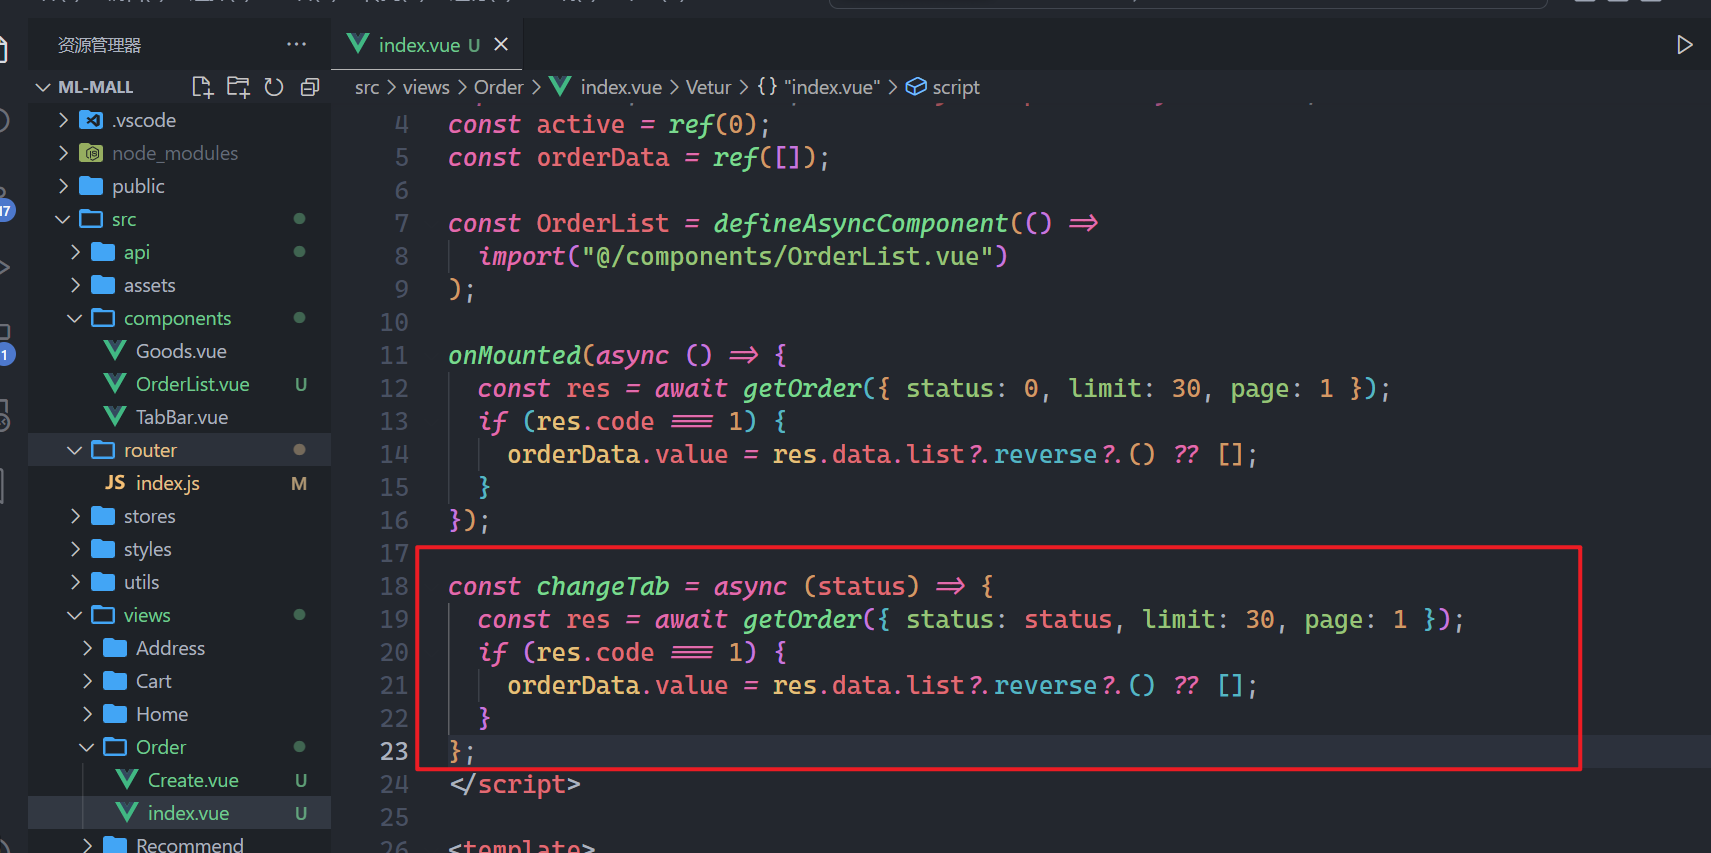 资源管理器
index.vue U
ML-MALL
src > views > Order > index.vue > Vetur > {} "index.vue" > script
.vscode
node_modules
public
src
api
assets
components
Goods.vue
OrderList.vue U
TabBar.vue
router
JS index.js M
stores
styles
utils
views
Address
Cart
Home
Order
Create.vue U
index.vue U
Recommend
17
1
4 const active = ref(0);
5 const orderData = ref([]);
6
7 const OrderList = defineAsyncComponent(() =>
8 import("@/components/OrderList.vue")
9 );
10
11 onMounted(async () => {
12 const res = await getOrder({ status: 0, limit: 30, page: 1 });
13 if (res.code === 1) {
14 orderData.value = res.data.list?.reverse?.() ?? [];
15 }
16 });
17
18 const changeTab = async (status) => {
19 const res = await getOrder({ status: status, limit: 30, page: 1 });
20 if (res.code === 1) {
21 orderData.value = res.data.list?.reverse?.() ?? [];
22 }
23 };
24 </script>
25
26 <template>